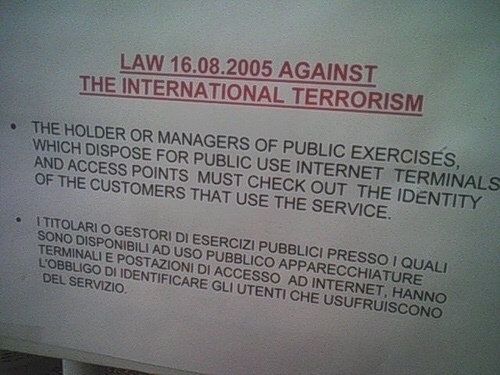 LAW 16.08.2005 AGAINST
THE INTERNATIONAL TERRORISM
• THE HOLDER OR MANAGERS OF PUBLIC EXERCISES,
WHICH DISPOSE FOR PUBLIC USE INTERNET TERMINALS
AND ACCESS POINTS MUST CHECK OUT THE IDENTITY
OF THE CUSTOMERS THAT USE THE SERVICE.
• I TITOLARI O GESTORI DI ESERCIZI PUBBLICI PRESSO I QUALI
SONO DISPONIBILI AD USO PUBBLICO APPARECCHIATURE
TERMINALI E POSTAZIONI DI ACCESSO AD INTERNET, HANNO
L'OBBLIGO DI IDENTIFICARE GLI UTENTI CHE USUFRUISCONO
DEL SERVIZIO.